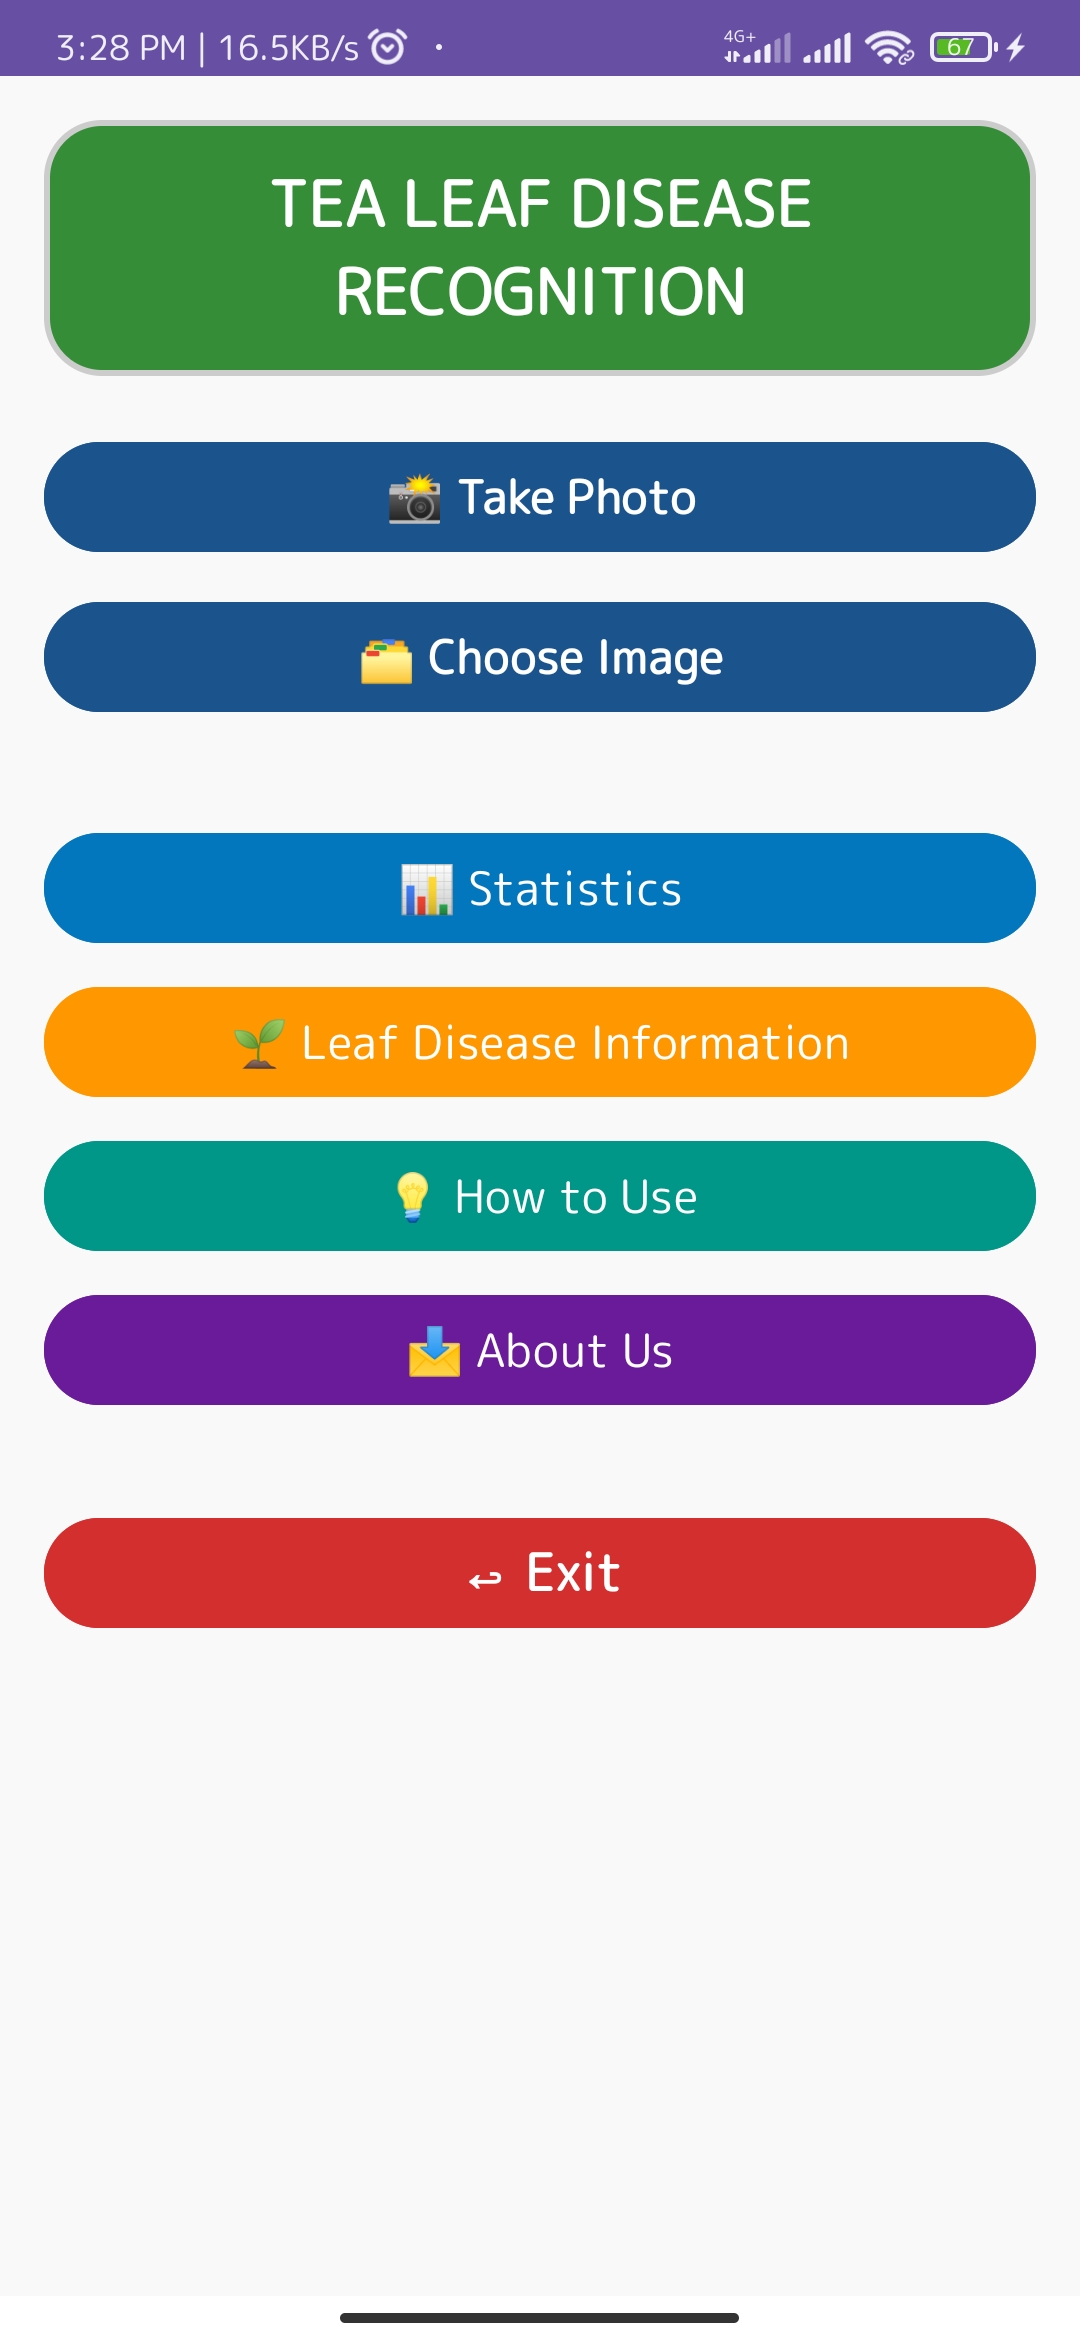 3:28 PM | 16.5KB/s
4G+
67
TEA LEAF DISEASE
RECOGNITION
📸 Take Photo
🗂️ Choose Image
📊 Statistics
🌱 Leaf Disease Information
💡 How to Use
📩 About Us
↩ Exit